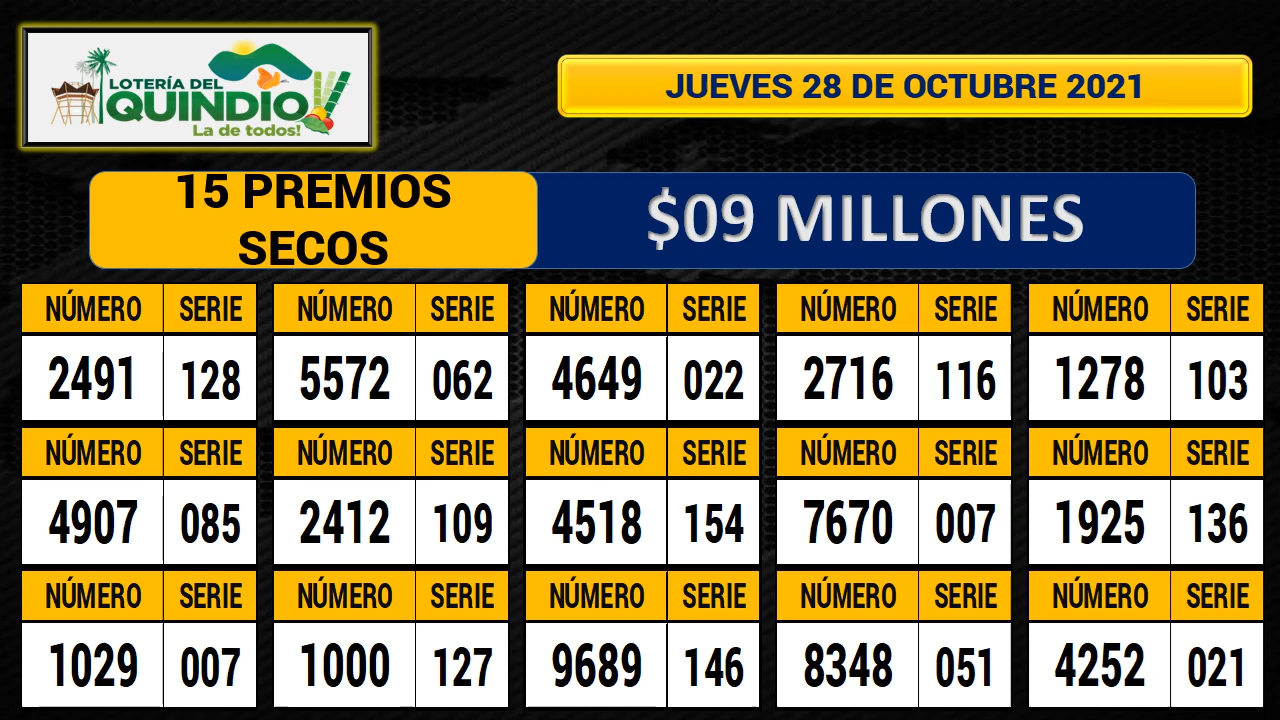 LOTERÍA DEL
QUINDIO
La de todos!
JUEVES 28 DE OCTUBRE 2021
15 PREMIOS
SECOS
$09 MILLONES
NÚMERO SERIE NÚMERO SERIE NÚMERO SERIE NÚMERO SERIE NÚMERO SERIE
2491 128 5572 062 4649 022 2716 116 1278 103
NÚMERO SERIE NÚMERO SERIE NÚMERO SERIE NÚMERO SERIE NÚMERO SERIE
4907 085 2412 109 4518 154 7670 007 1925 136
NÚMERO SERIE NÚMERO SERIE NÚMERO SERIE NÚMERO SERIE NÚMERO SERIE
1029 007 1000 127 9689 146 8348 051 4252 021